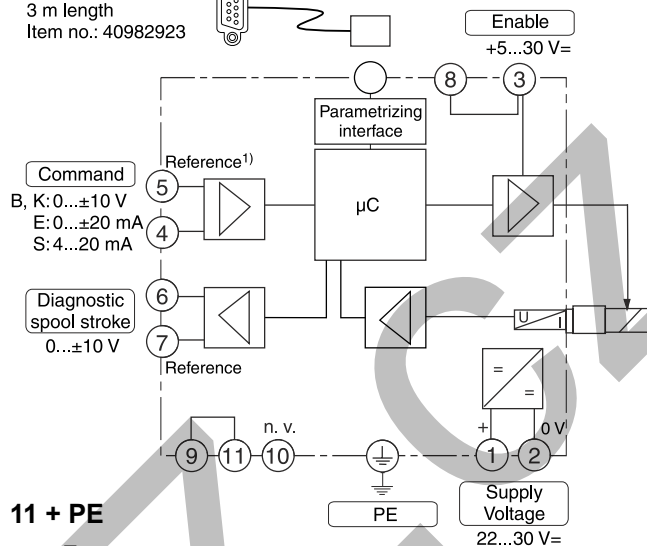 3 m length
Item no.: 40982923
Enable
+5...30 V=
8
3
Parametrizing
interface
Reference1)
Command
B, K: 0...±10 V
E: 0...±20 mA
S: 4...20 mA
5
4
µC
6
7
Diagnostic
spool stroke
0...±10 V
Reference
U
I
=
=
n. v.
+
0 V
9
11
10
1
2
11 + PE
PE
Supply
Voltage
22...30 V=